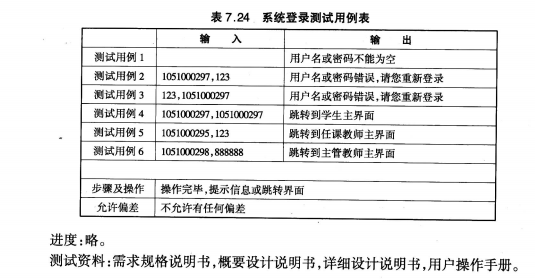 表7.24 系统登录测试用例表
输 入 输 出
测试用例1 用户名或密码不能为空
测试用例2 1051000297,123 用户名或密码错误,请您重新登录
测试用例3 123,1051000297 用户名或密码错误,请您重新登录
测试用例4 1051000297,1051000297 跳转到学生主界面
测试用例5 1051000295,123 跳转到任课教师主界面
测试用例6 1051000298,888888 跳转到主管教师主界面
步骤及操作 操作完毕,提示信息或跳转界面
允许偏差 不允许有任何偏差
进度:略。
测试资料:需求规格说明书,概要设计说明书,详细设计说明书,用户操作手册。